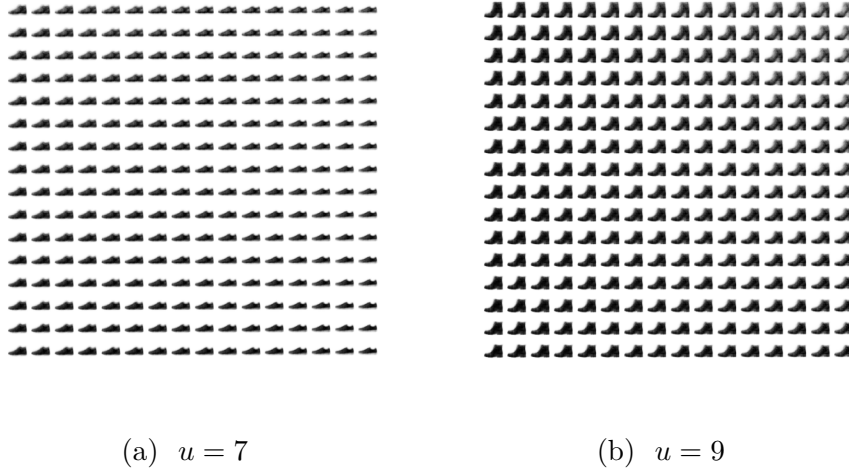 (a) u = 7
(b) u = 9